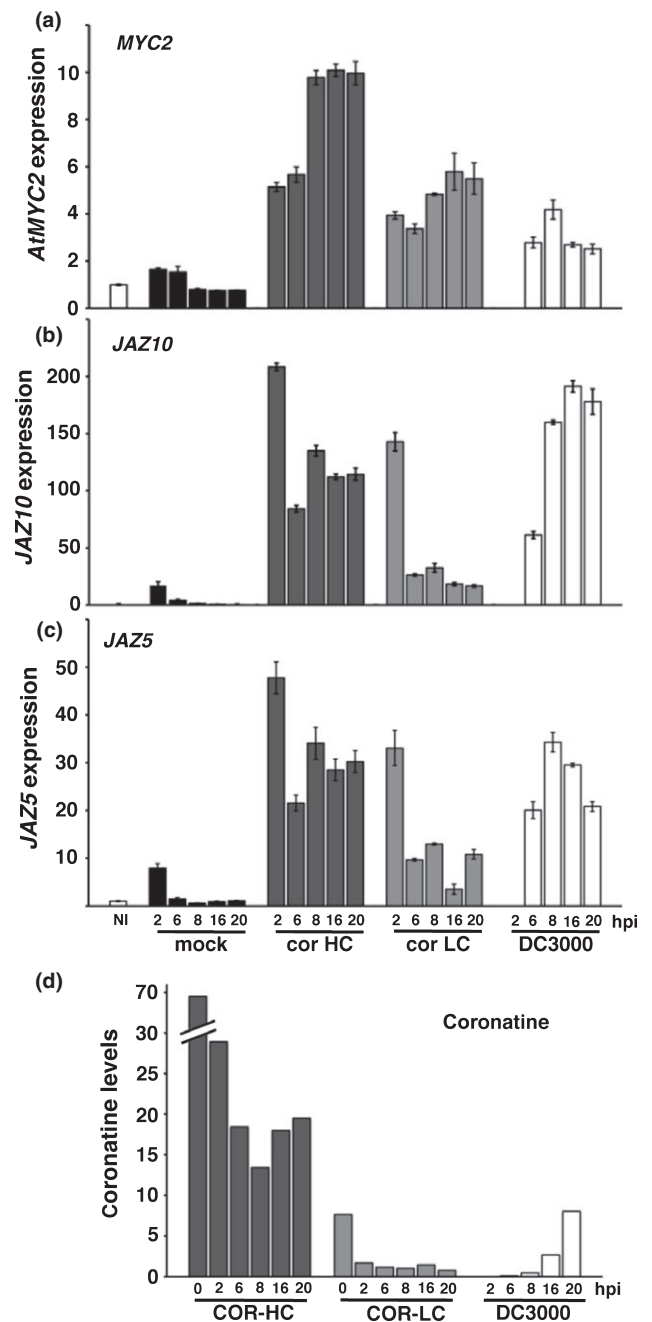 (a)
MYC2
AtMYC2 expression
10
8
6
4
2
0
(b)
JAZ10
JAZ10 expression
200
150
100
50
0
(c)
JAZ5
JAZ5 expression
50
40
30
20
10
NI 2 6 8 16 20 2 6 8 16 20 2 6 8 16 20 2 6 8 16 20 hpi
mock cor HC cor LC DC3000
(d)
Coronatine
Coronatine levels
70
30
25
20
15
10
5
0
0 2 6 8 16 20 0 2 6 8 16 20 2 6 8 16 20 hpi
COR-HC COR-LC DC3000